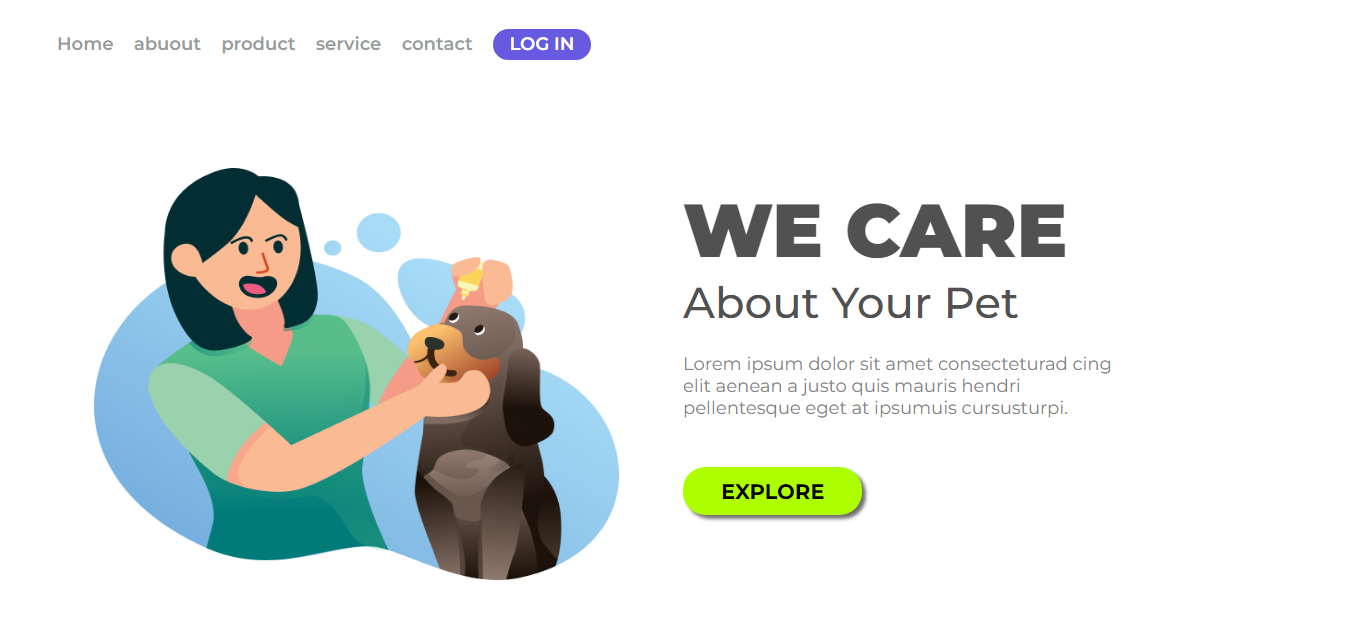 Home abuout product service contact LOG IN
WE CARE
About Your Pet
Lorem ipsum dolor sit amet consecteturad cing
elit aenean a justo quis mauris hendri
pellentesque eget at ipsumuis cursusturpi.
EXPLORE